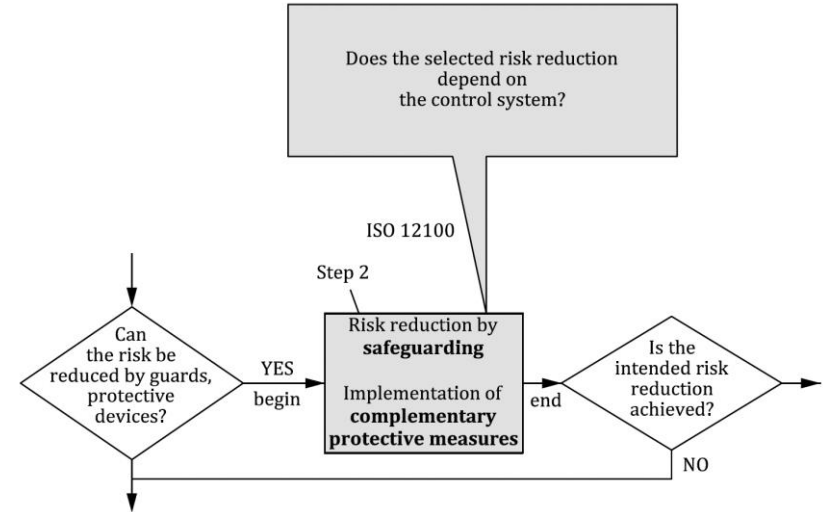 Does the selected risk reduction
depend on
the control system?
ISO 12100
Step 2
Can
the risk be
reduced by guards,
protective
devices?
YES
begin
Risk reduction by
safeguarding
Implementation of
complementary
protective measures
end
Is the
intended risk
reduction
achieved?
NO